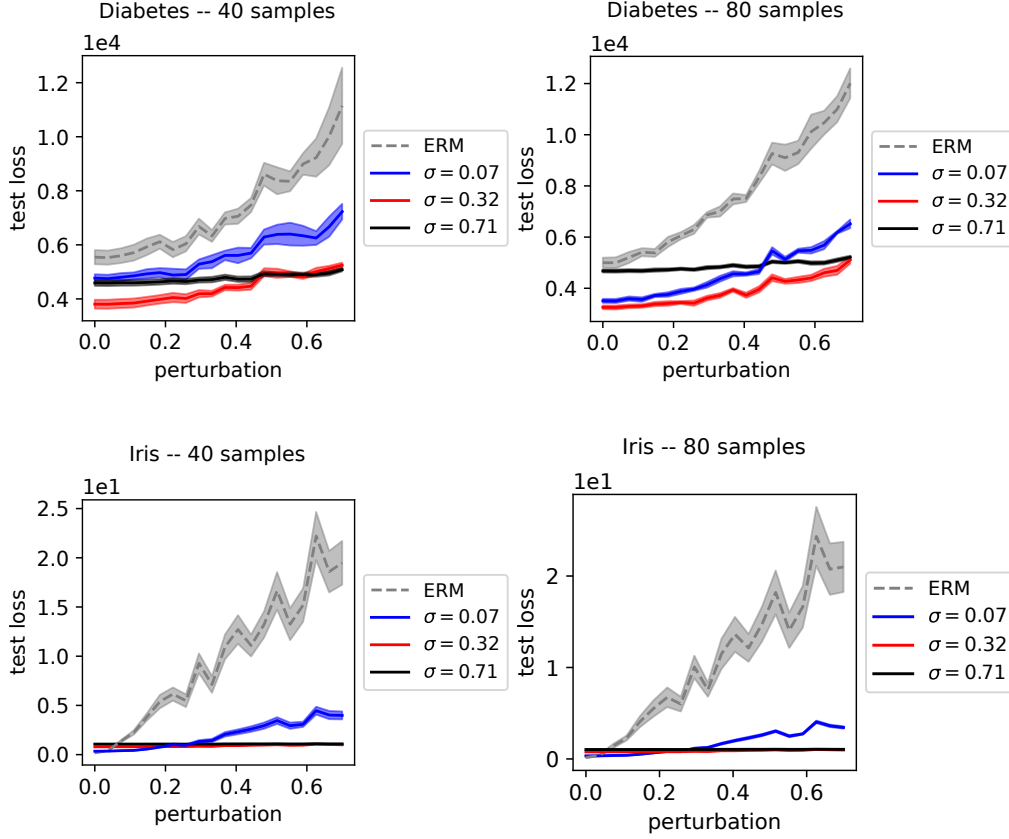 Diabetes -- 40 samples
1e4
1.2
1.0
0.8
0.6
0.4
test loss
0.0 0.2 0.4 0.6
perturbation
ERM
σ = 0.07
σ = 0.32
σ = 0.71
Diabetes -- 80 samples
1e4
1.2
1.0
0.8
0.6
0.4
test loss
0.0 0.2 0.4 0.6
perturbation
ERM
σ = 0.07
σ = 0.32
σ = 0.71
Iris -- 40 samples
1e1
2.5
2.0
1.5
1.0
0.5
0.0
test loss
0.0 0.2 0.4 0.6
perturbation
ERM
σ = 0.07
σ = 0.32
σ = 0.71
Iris -- 80 samples
1e1
2
1
0
test loss
0.0 0.2 0.4 0.6
perturbation
ERM
σ = 0.07
σ = 0.32
σ = 0.71